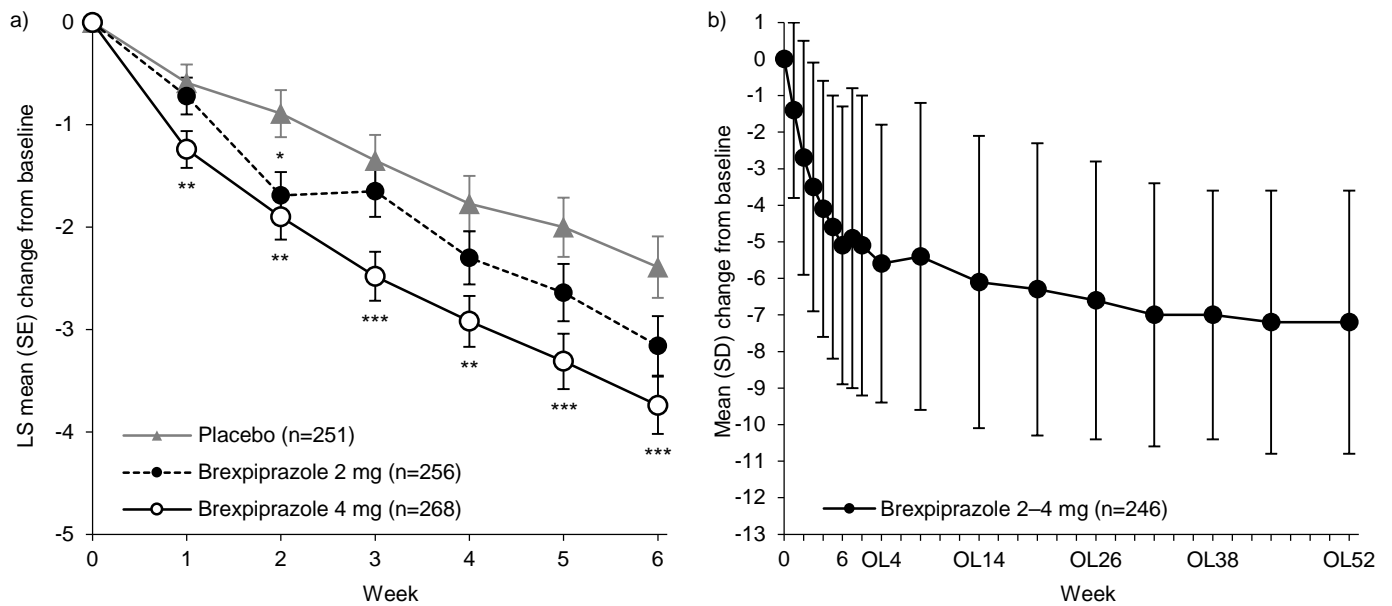 a)
LS mean (SE) change from baseline
0
-1
-2
-3
-4
-5
*
**
**
***
**
***
***
Placebo (n=251)
Brexpiprazole 2 mg (n=256)
Brexpiprazole 4 mg (n=268)
0 1 2 3 4 5 6
Week
b)
Mean (SD) change from baseline
1
0
-1
-2
-3
-4
-5
-6
-7
-8
-9
-10
-11
-12
-13
Brexpiprazole 2–4 mg (n=246)
0 6 OL4 OL14 OL26 OL38 OL52
Week